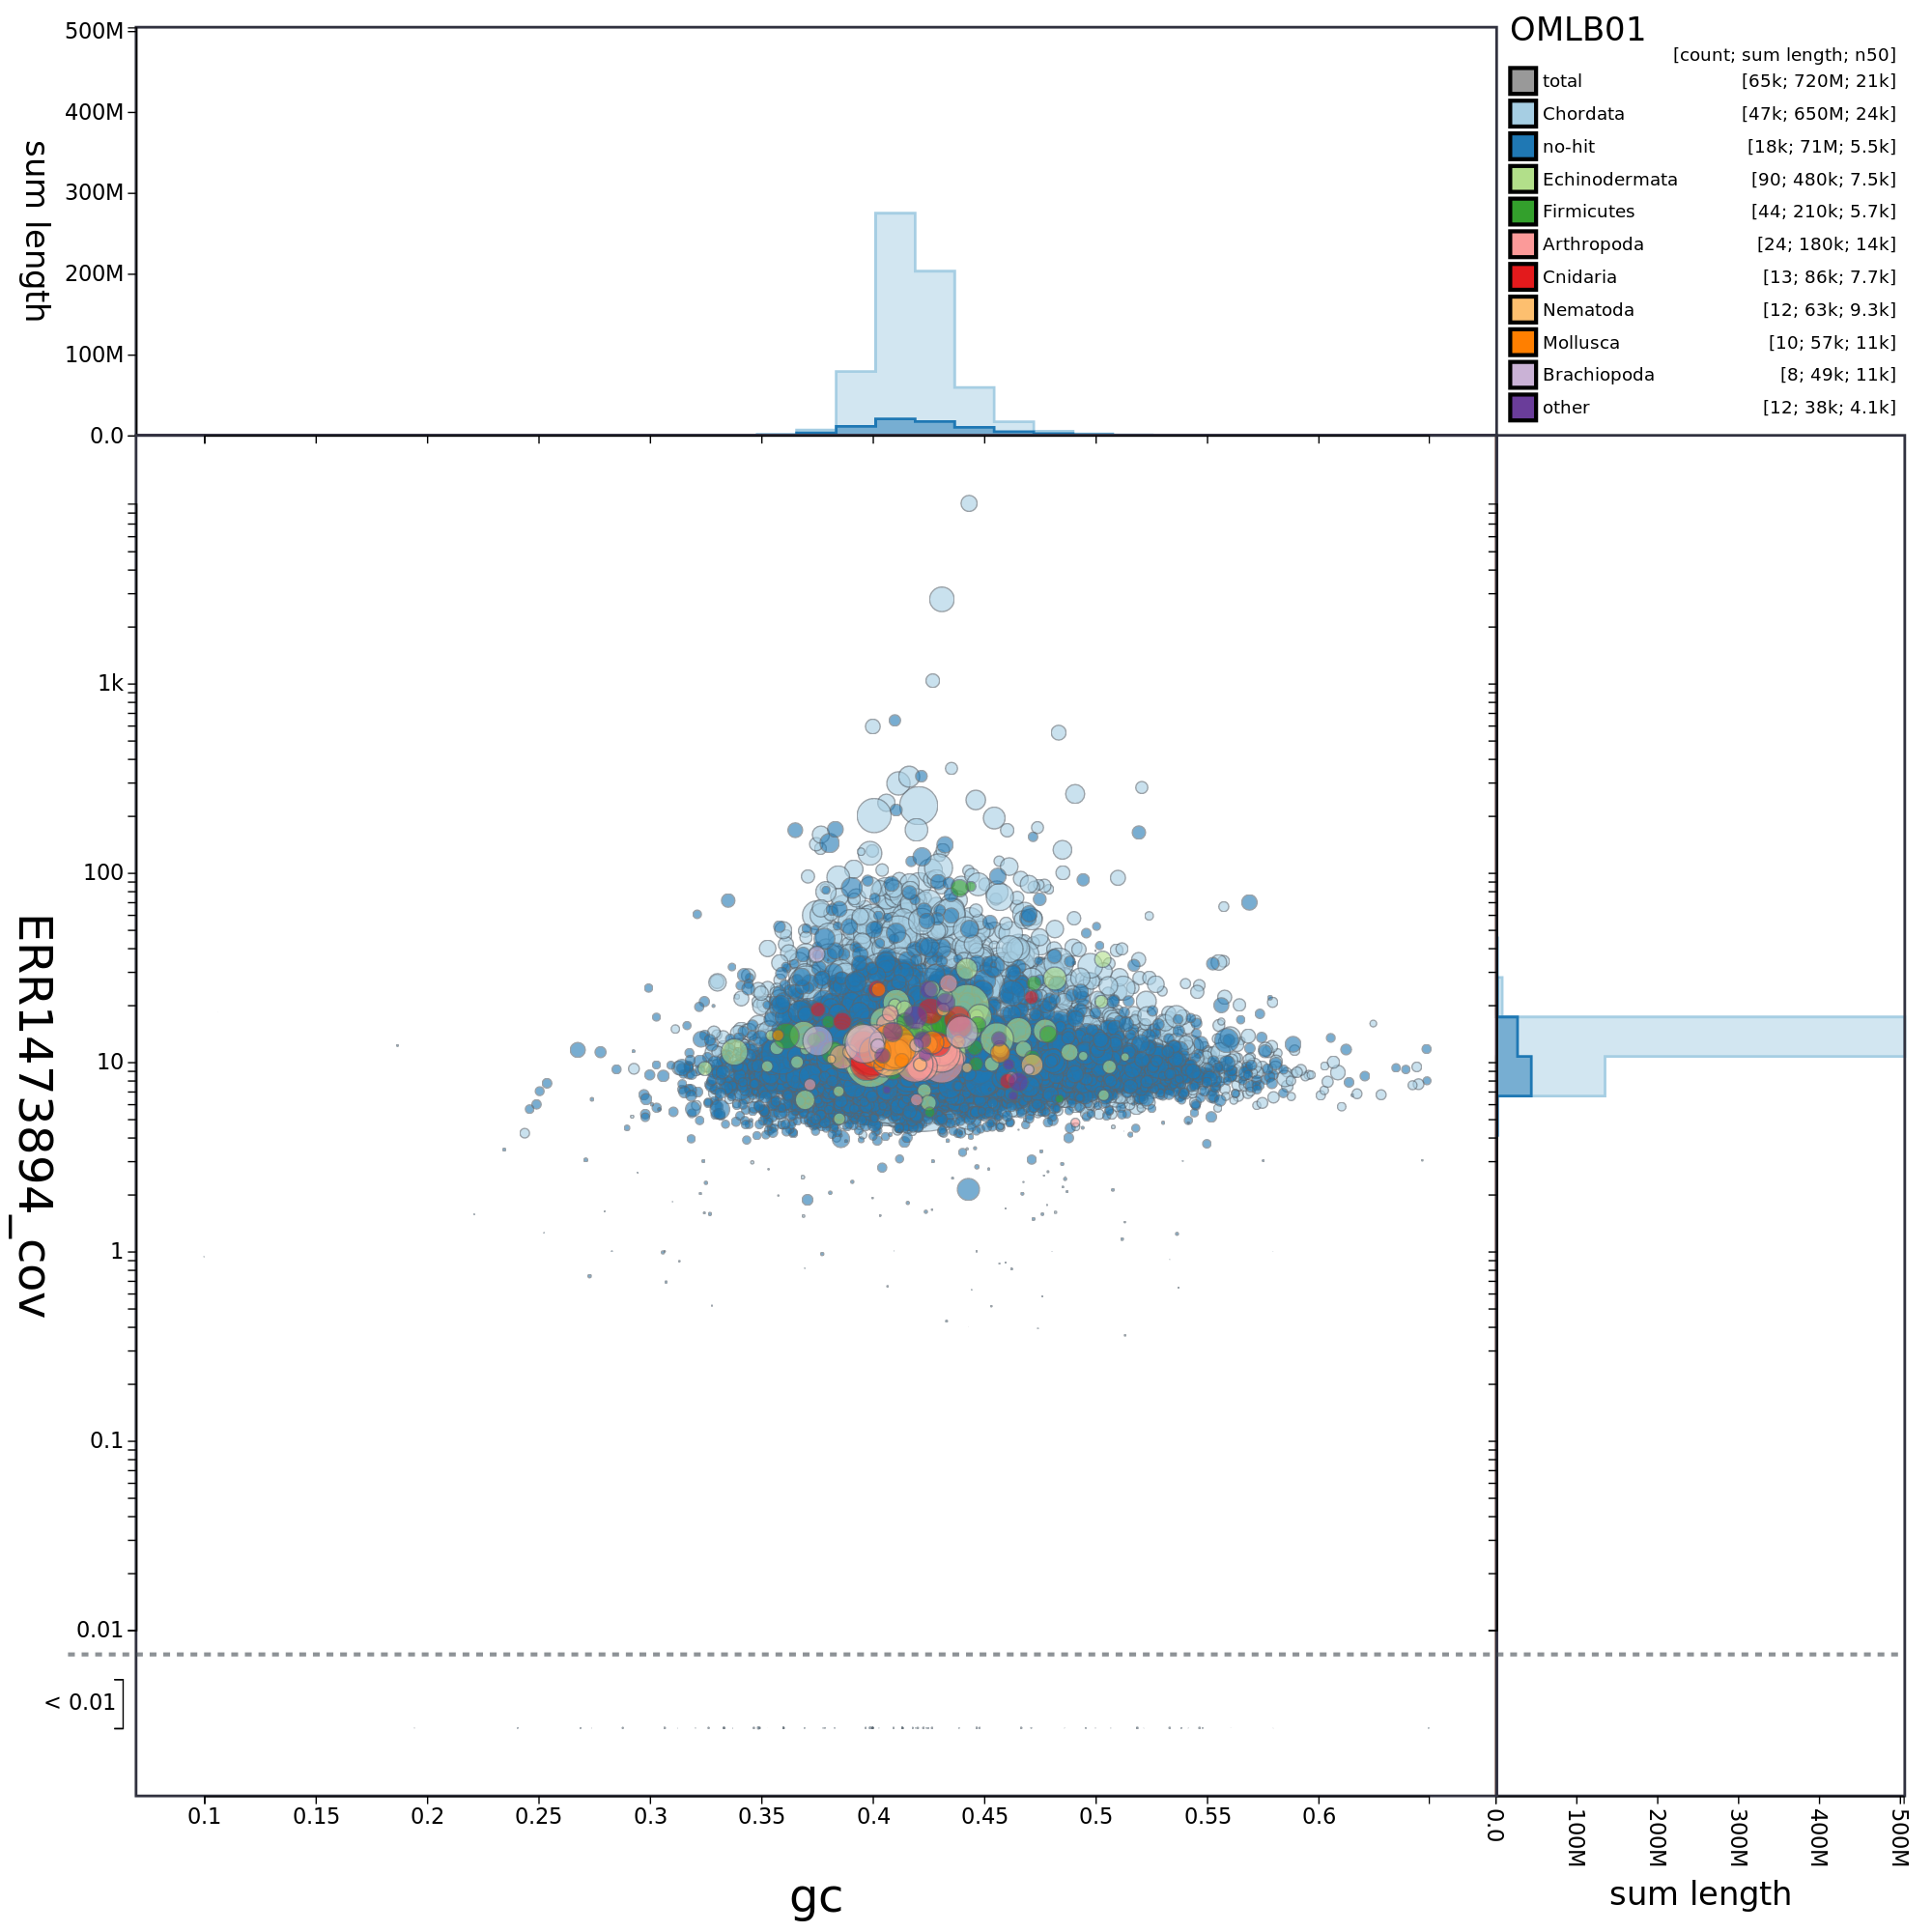 OMLB01
[count; sum length; n50]
total [65k; 720M; 21k]
Chordata [47k; 650M; 24k]
no-hit [18k; 71M; 5.5k]
Echinodermata [90; 480k; 7.5k]
Firmicutes [44; 210k; 5.7k]
Arthropoda [24; 180k; 14k]
Cnidaria [13; 86k; 7.7k]
Nematoda [12; 63k; 9.3k]
Mollusca [10; 57k; 11k]
Brachiopoda [8; 49k; 11k]
other [12; 38k; 4.1k]
sum length
500M
400M
300M
200M
100M
0.0
ERR1473894_cov
1k
100
10
1
0.1
0.01
< 0.01
0.1 0.15 0.2 0.25 0.3 0.35 0.4 0.45 0.5 0.55 0.6
gc
0.0 100M 200M 300M 400M 500M
sum length